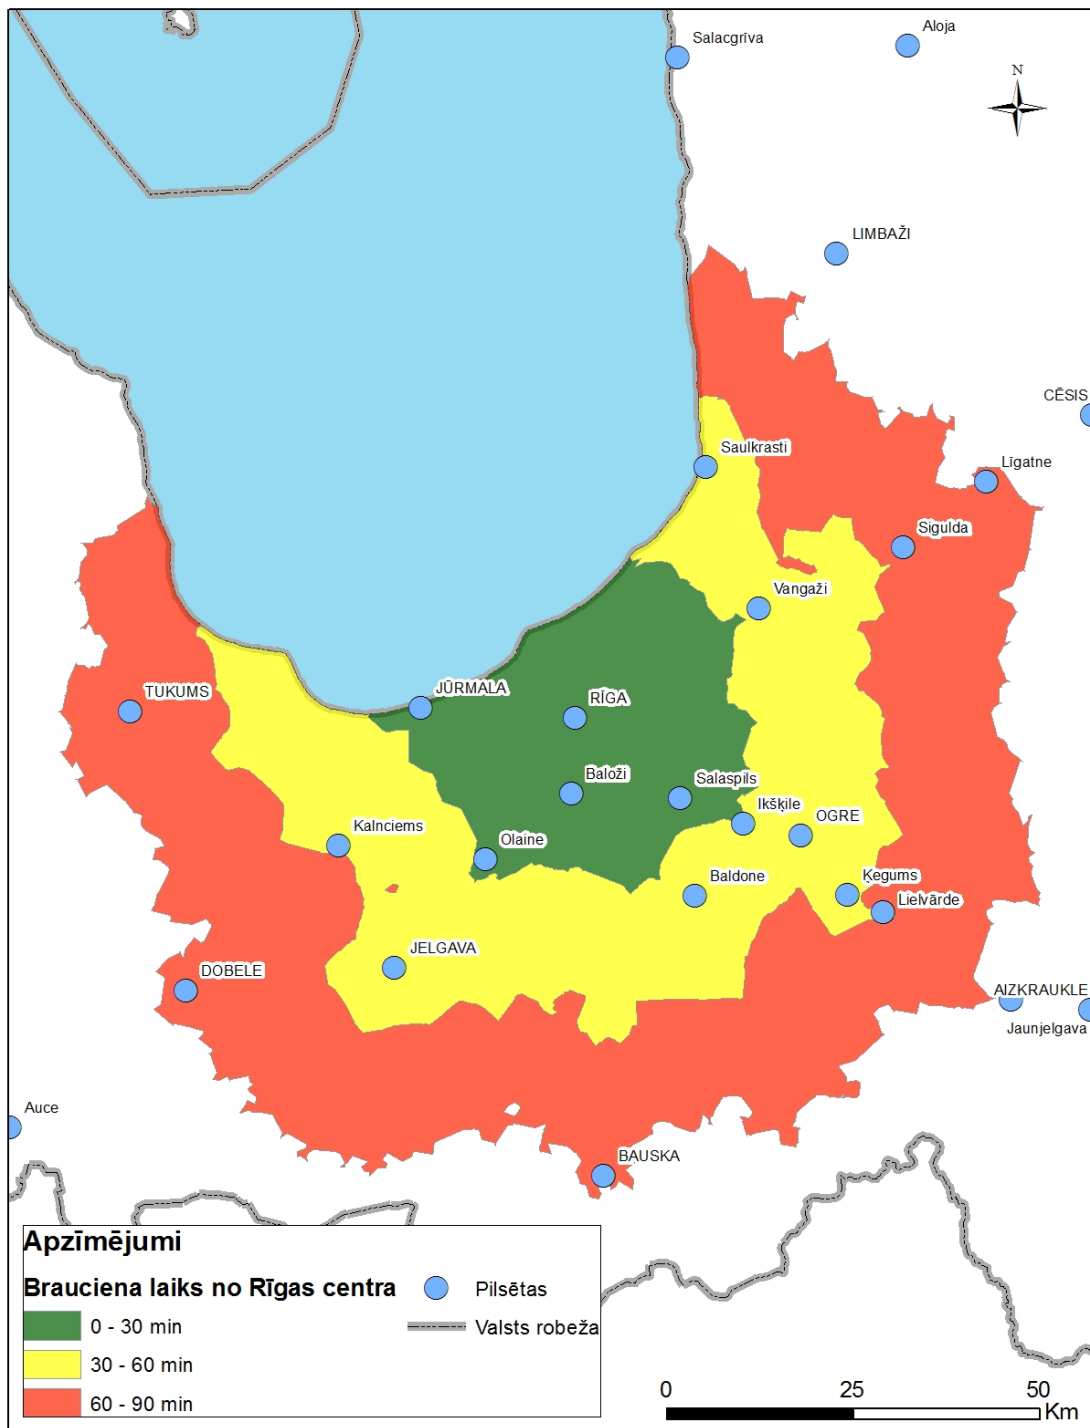 Aloja
Salacgrīva
N
LIMBAŽI
CĒSIS
Saulkrasti
Līgatne
Sigulda
Vangaži
JŪRMALA
TUKUMS
RĪGA
Baloži
Salaspils
Ikšķile
Kalnciems
OGRE
Olaine
Baldone
Ķegums
Lielvārde
JELGAVA
DOBELE
AIZKRAUKLE
Jaunjelgava
Auce
BAUSKA
Apzīmējumi
Brauciena laiks no Rīgas centra
Pilsētas
0 - 30 min
Valsts robeža
30 - 60 min
60 - 90 min
0 25 50
Km